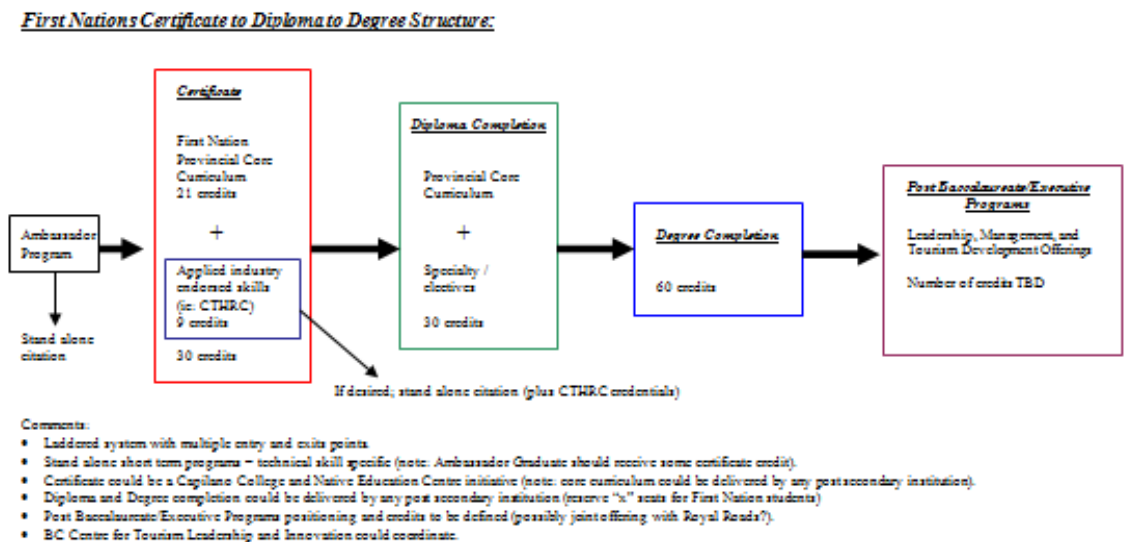 First Nations Certificate to Diploma to Degree Structure:
Ambassador
Program
Stand alone
citation
Certificate
First Nation
Provincial Core
Curriculum
21 credits
+
Applied industry
endorsed skills
(ie: CTHRC)
9 credits
30 credits
If desired; stand alone citation (plus CTHRC credentials)
Diploma Completion
Provincial Core
Curriculum
+
Specialty /
electives
30 credits
Degree Completion
60 credits
Post Baccalaureate/Executive
Programs
Leadership, Management, and
Tourism Development Offerings
Number of credits TBD
Comments:
• Laddered system with multiple entry and exits points.
• Stand alone short term programs – technical skill specific (note: Ambassador Graduate should receive some certificate credit).
• Certificate could be a Capilano College and Native Education Centre initiative (note: core curriculum could be delivered by any post secondary institution).
• Diploma and Degree completion could be delivered by any post secondary institution (reserve "x" seats for First Nation students)
• Post Baccalaureate/Executive Programs positioning and credits to be defined (possibly joint offering with Royal Roads?).
• BC Centre for Tourism Leadership and Innovation could coordinate.